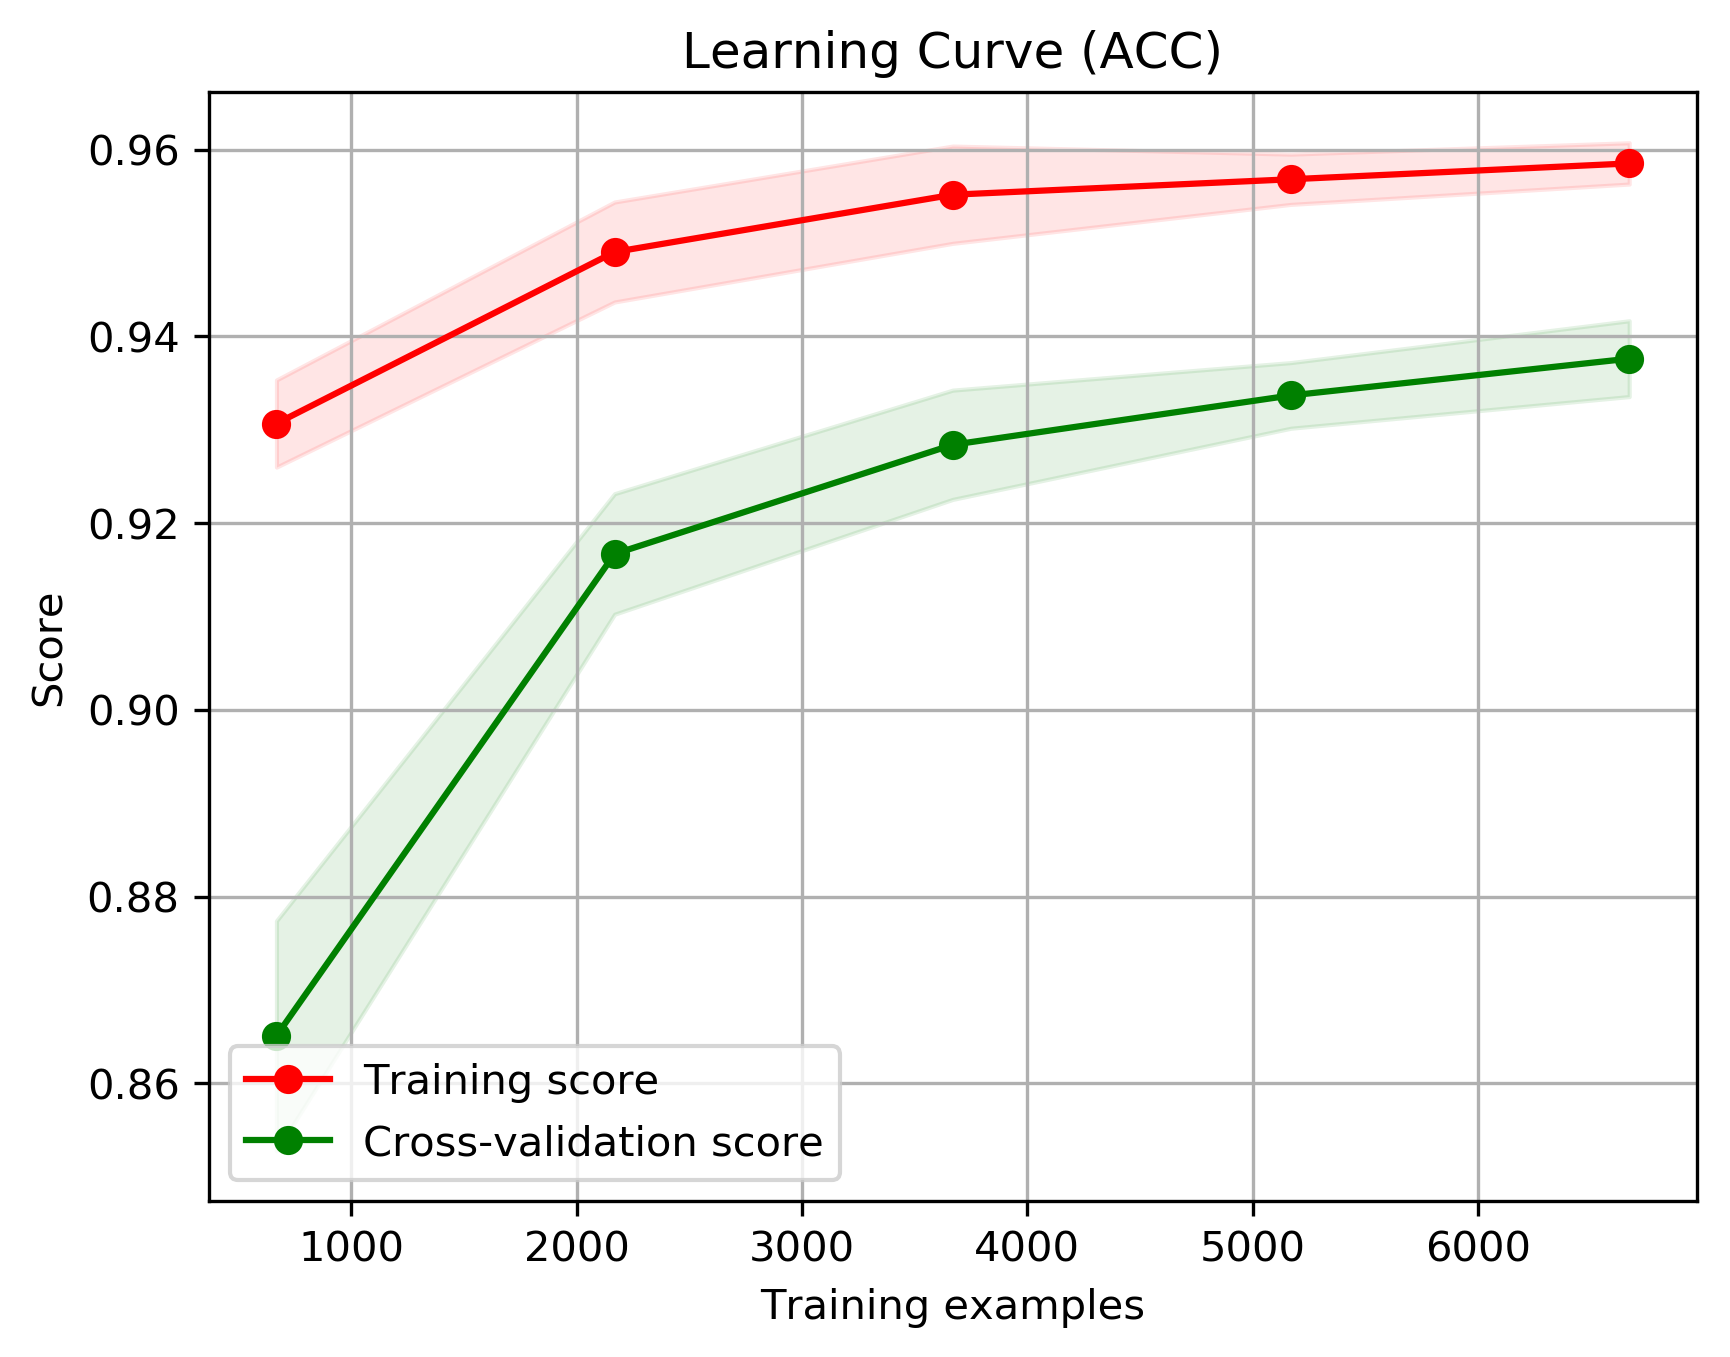 Learning Curve (ACC)
0.96
0.94
0.92
0.90
0.88
0.86
Score
Training score
Cross-validation score
1000 2000 3000 4000 5000 6000
Training examples